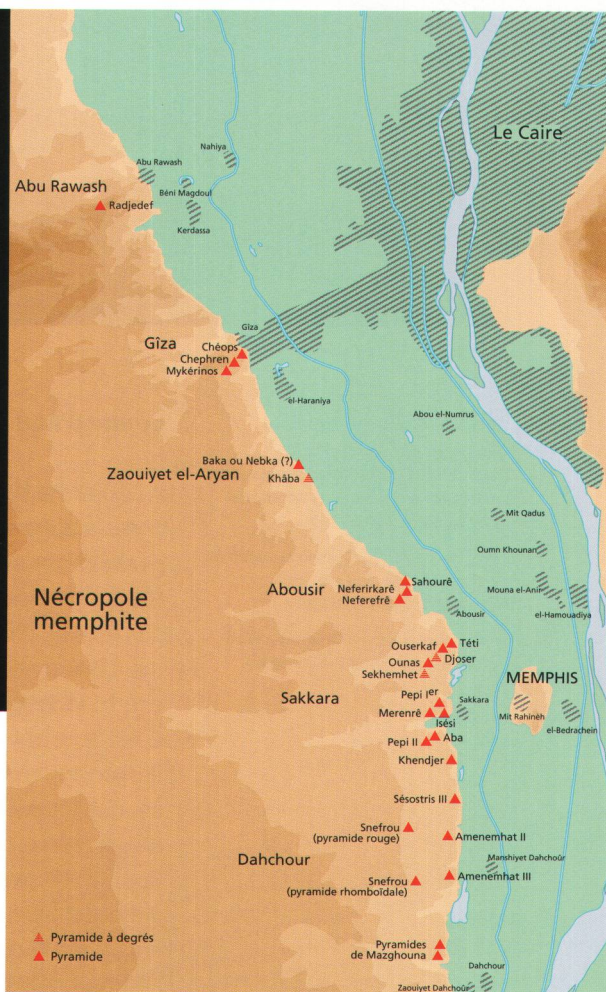 Le Caire
Nahiya
Abu Rawash
Abu Rawash
Béni Magdoul
Radjedef
Kerdassa
Gîza
Gîza
Chéops
Chephren
Mykérinos
el-Haraniya
Abou el-Numrus
Baka ou Nebka (?)
Zaouiyet el-Aryan
Khâba
Mit Qadus
Oumn Khounan
Abousir
Sahourê
Neferirkarê
Neferefrê
Mouna el-Anir
el-Hamouadiya
Abousir
Nécropole
memphite
Ouserkaf
Téti
Djoser
Ounas
Sekhemhet
MEMPHIS
Sakkara
Pepi Ier
Sakkara
Merenrê
Isési
Mit Rahinéh
el-Bedrachein
Pepi II
Aba
Khendjer
Sésostris III
Snefrou
(pyramide rouge)
Amenemhat II
Dahchour
Manshiyet Dahchoûr
Snefrou
(pyramide rhomboïdale)
Amenemhat III
Pyramide à degrés
Pyramide
Pyramides
de Mazghouna
Dahchour
Zaouiyet Dahchoûr